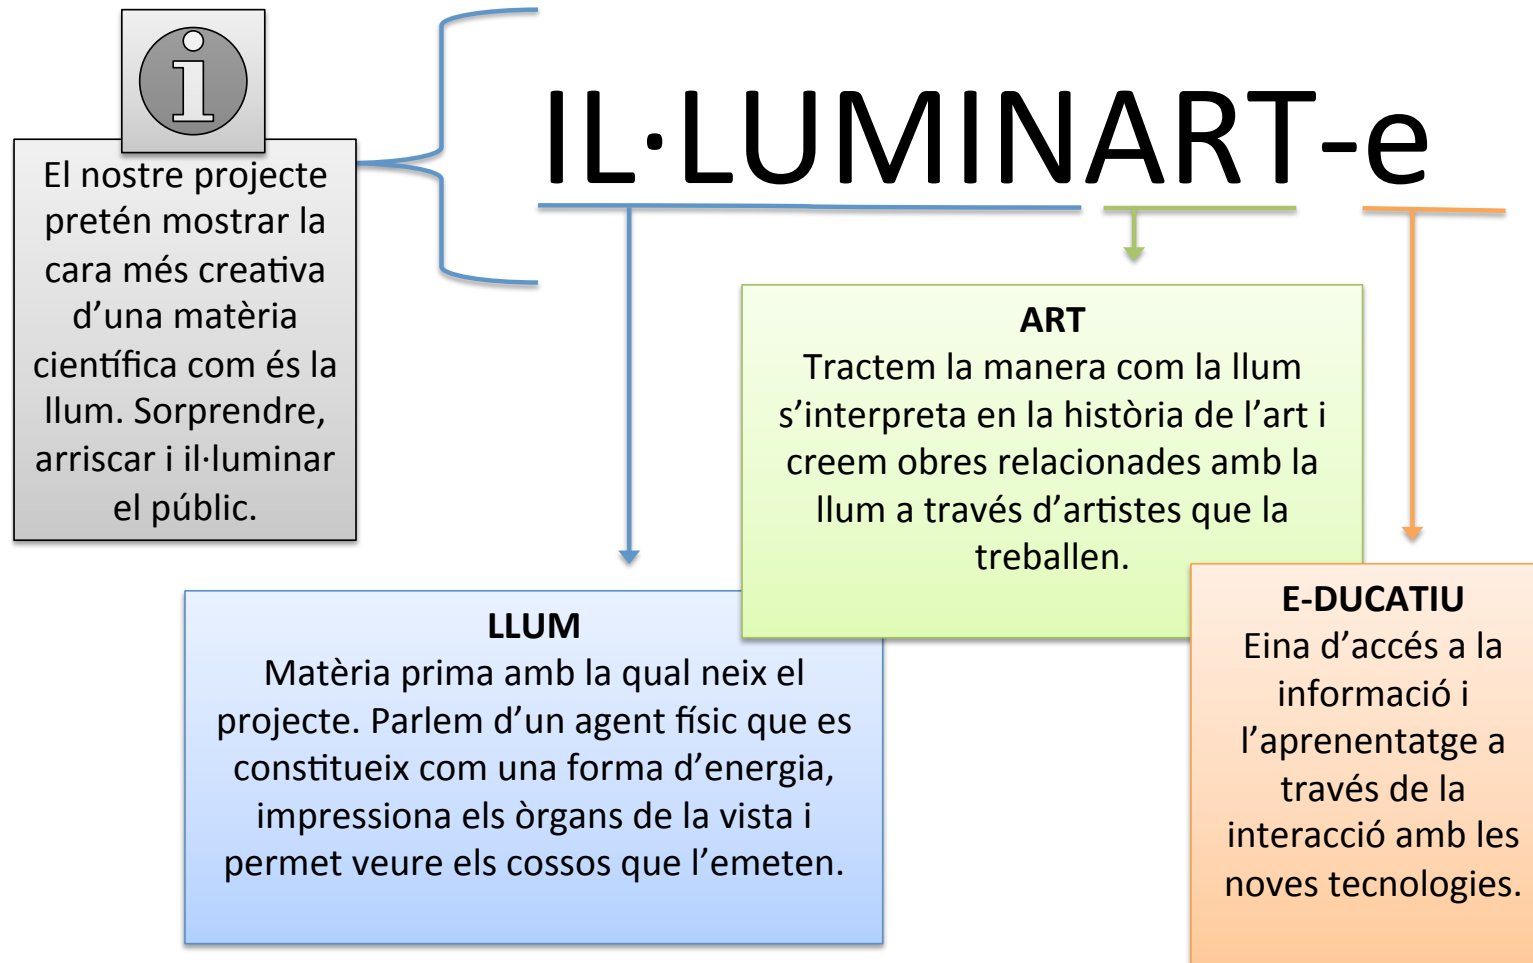 IL·LUMINART-e
El nostre projecte
pretén mostrar la
cara més creativa
d’una matèria
científica com és la
llum. Sorprendre,
arriscar i il·luminar
el públic.
ART
Tractem la manera com la llum
s’interpreta en la història de l’art i
creem obres relacionades amb la
llum a través d’artistes que la
treballen.
LLUM
Matèria prima amb la qual neix el
projecte. Parlem d’un agent físic que es
constitueix com una forma d’energia,
impressiona els òrgans de la vista i
permet veure els cossos que l’emeten.
E-DUCATIU
Eina d’accés a la
informació i
l’aprenentatge a
través de la
interacció amb les
noves tecnologies.